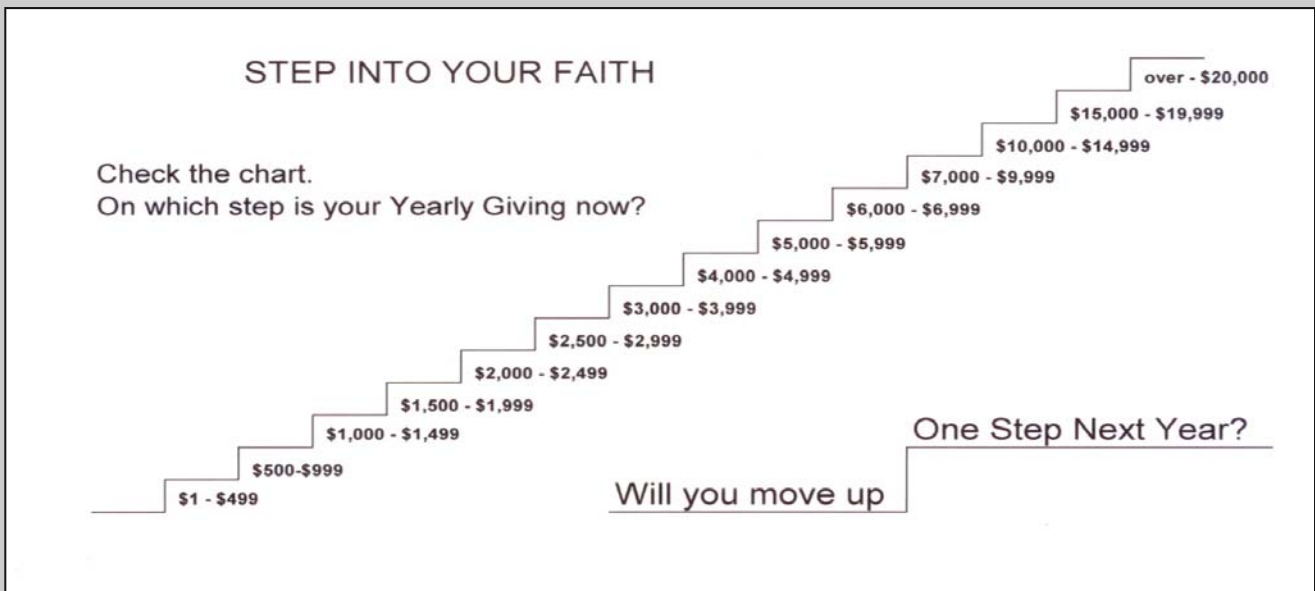 STEP INTO YOUR FAITH
over - $20,000
$15,000 - $19,999
$10,000 - $14,999
Check the chart.
$7,000 - $9,999
On which step is your Yearly Giving now?
$6,000 - $6,999
$5,000 - $5,999
$4,000 - $4,999
$3,000 - $3,999
$2,500 - $2,999
$2,000 - $2,499
$1,500 - $1,999
$1,000 - $1,499
One Step Next Year?
$500-$999
Will you move up
$1 - $499